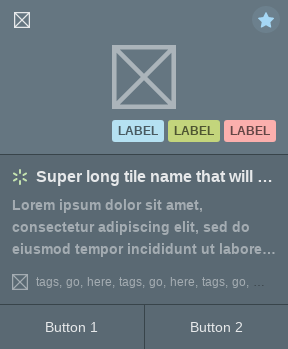 LABEL LABEL LABEL
Super long tile name that will ...
Lorem ipsum dolor sit amet,
consectetur adipiscing elit, sed do
eiusmod tempor incididunt ut labore...
tags, go, here, tags, go, here, tags, go, ...
Button 1 Button 2